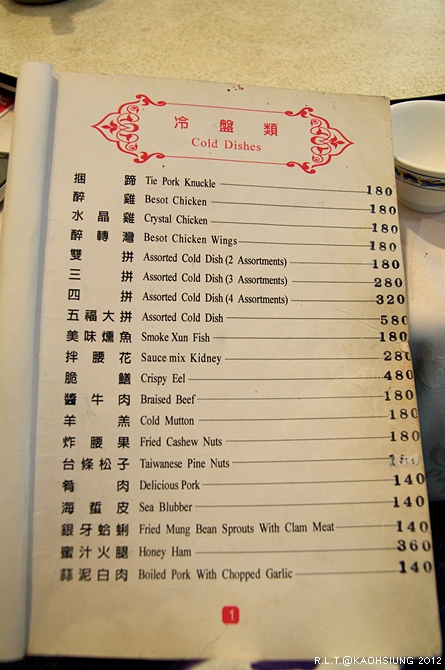 冷盤類
Cold Dishes
捆蹄 Tie Pork Knuckle 180
醉雞 Besot Chicken 180
水晶雞 Crystal Chicken 180
醉轉灣 Besot Chicken Wings 180
雙拼 Assorted Cold Dish (2 Assortments) 180
三拼 Assorted Cold Dish (3 Assortments) 280
四拼 Assorted Cold Dish (4 Assortments) 320
五福大拼 Assorted Cold Dish 580
美味燻魚 Smoke Xun Fish 180
拌腰花 Sauce mix Kidney 280
脆鱔 Crispy Eel 480
醬牛肉 Braised Beef 180
羊羔 Cold Mutton 180
炸腰果 Fried Cashew Nuts 180
台條松子 Taiwanese Pine Nuts
肴肉 Delicious Pork 140
海蜇皮 Sea Blubber 140
銀牙蛤蜊 Fried Mung Bean Sprouts With Clam Meat 140
蜜汁火腿 Honey Ham 360
蒜泥白肉 Boiled Pork With Chopped Garlic 140
1
R.L.T.@KAOHSIUNG 2012